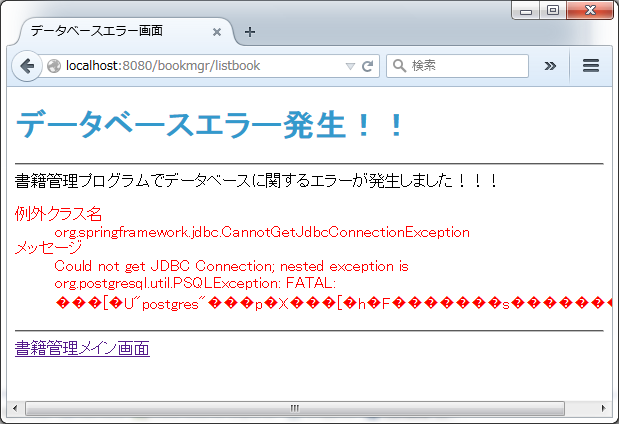 データベースエラー画面
localhost:8080/bookmgr/listbook
検索
データベースエラー発生！！
書籍管理プログラムでデータベースに関するエラーが発生しました！！！
例外クラス名
org.springframework.jdbc.CannotGetJdbcConnectionException
メッセージ
Could not get JDBC Connection; nested exception is
org.postgresql.util.PSQLException: FATAL:
���[�U"postgres"���p�X���[�h�F�������s�������
書籍管理メイン画面